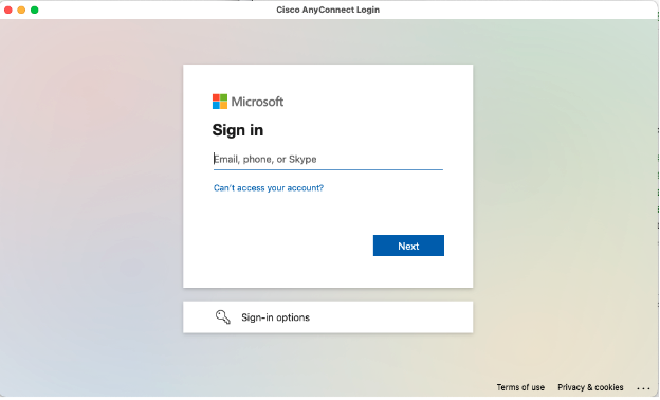 Cisco AnyConnect Login
Microsoft
Sign in
Email, phone, or Skype
Can't access your account?
Next
Sign-in options
Terms of use Privacy & cookies ...